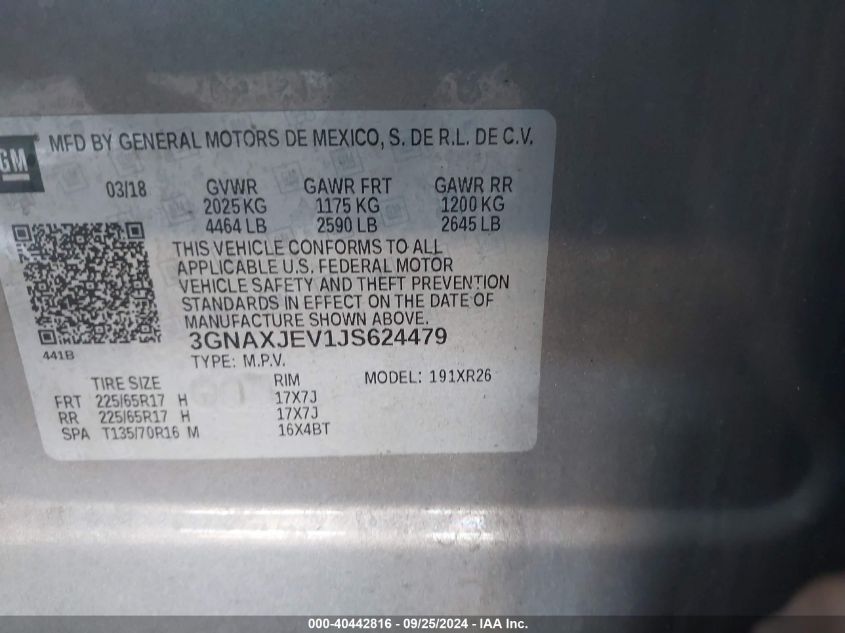 GM
MFD BY GENERAL MOTORS DE MEXICO, S. DE R.L. DE C.V.
03/18 GVWR GAWR FRT GAWR RR
2025 KG 1175 KG 1200 KG
4464 LB 2590 LB 2645 LB
THIS VEHICLE CONFORMS TO ALL
APPLICABLE U.S. FEDERAL MOTOR
VEHICLE SAFETY AND THEFT PREVENTION
STANDARDS IN EFFECT ON THE DATE OF
MANUFACTURE SHOWN ABOVE.
3GNAXJEV1JS624479
441B
TYPE: M.P.V.
TIRE SIZE RIM MODEL: 191XR26
FRT 225/65R17 H 17X7J
RR 225/65R17 H 17X7J
SPA T135/70R16 M 16X4BT
000-40442816 - 09/25/2024 - IAA Inc.